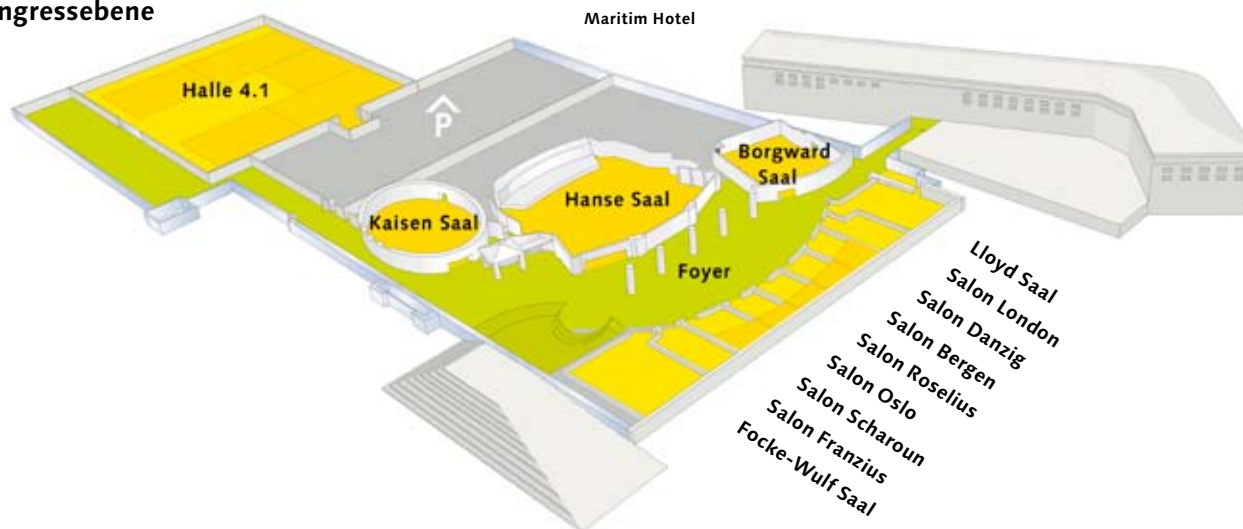 ngressebene
Maritim Hotel
Halle 4.1
P
Borgward
Saal
Hanse Saal
Kaisen Saal
Foyer
Lloyd Saal
Salon London
Salon Danzig
Salon Bergen
Salon Roselius
Salon Oslo
Salon Scharoun
Salon Franzius
Focke-Wulf Saal